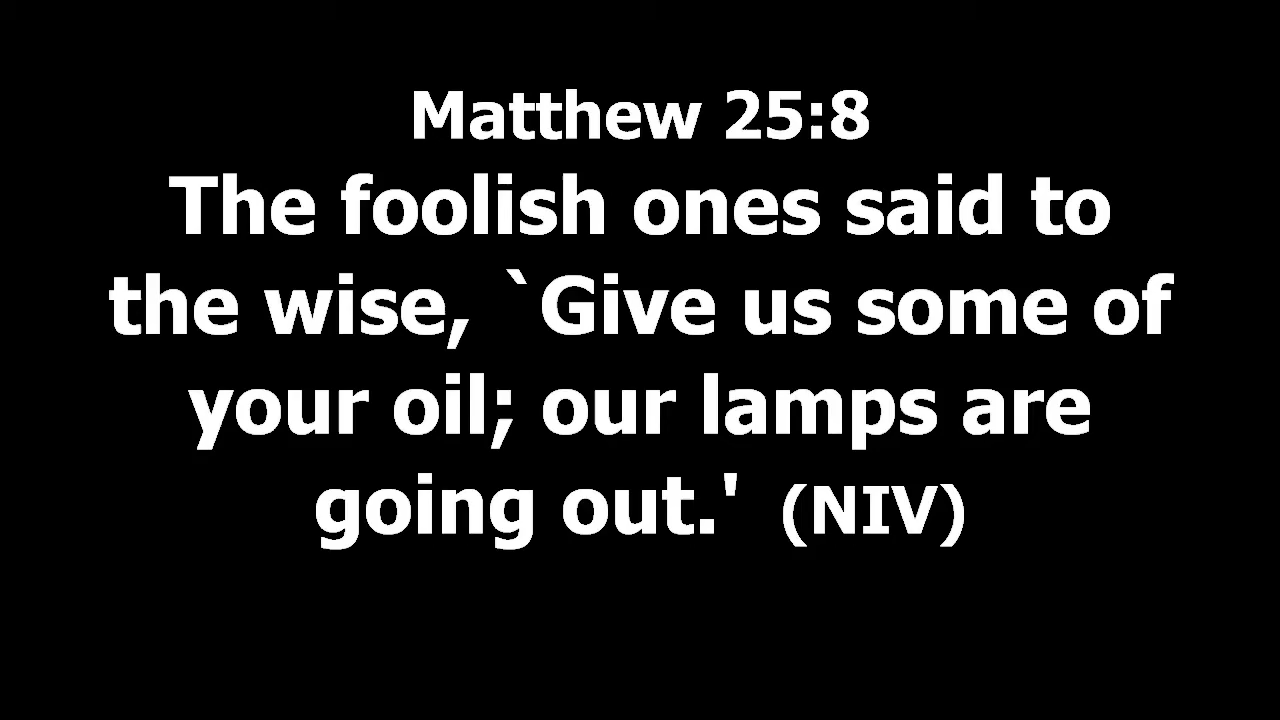 Matthew 25:8
The foolish ones said to
the wise, `Give us some of
your oil; our lamps are
going out.' (NIV)